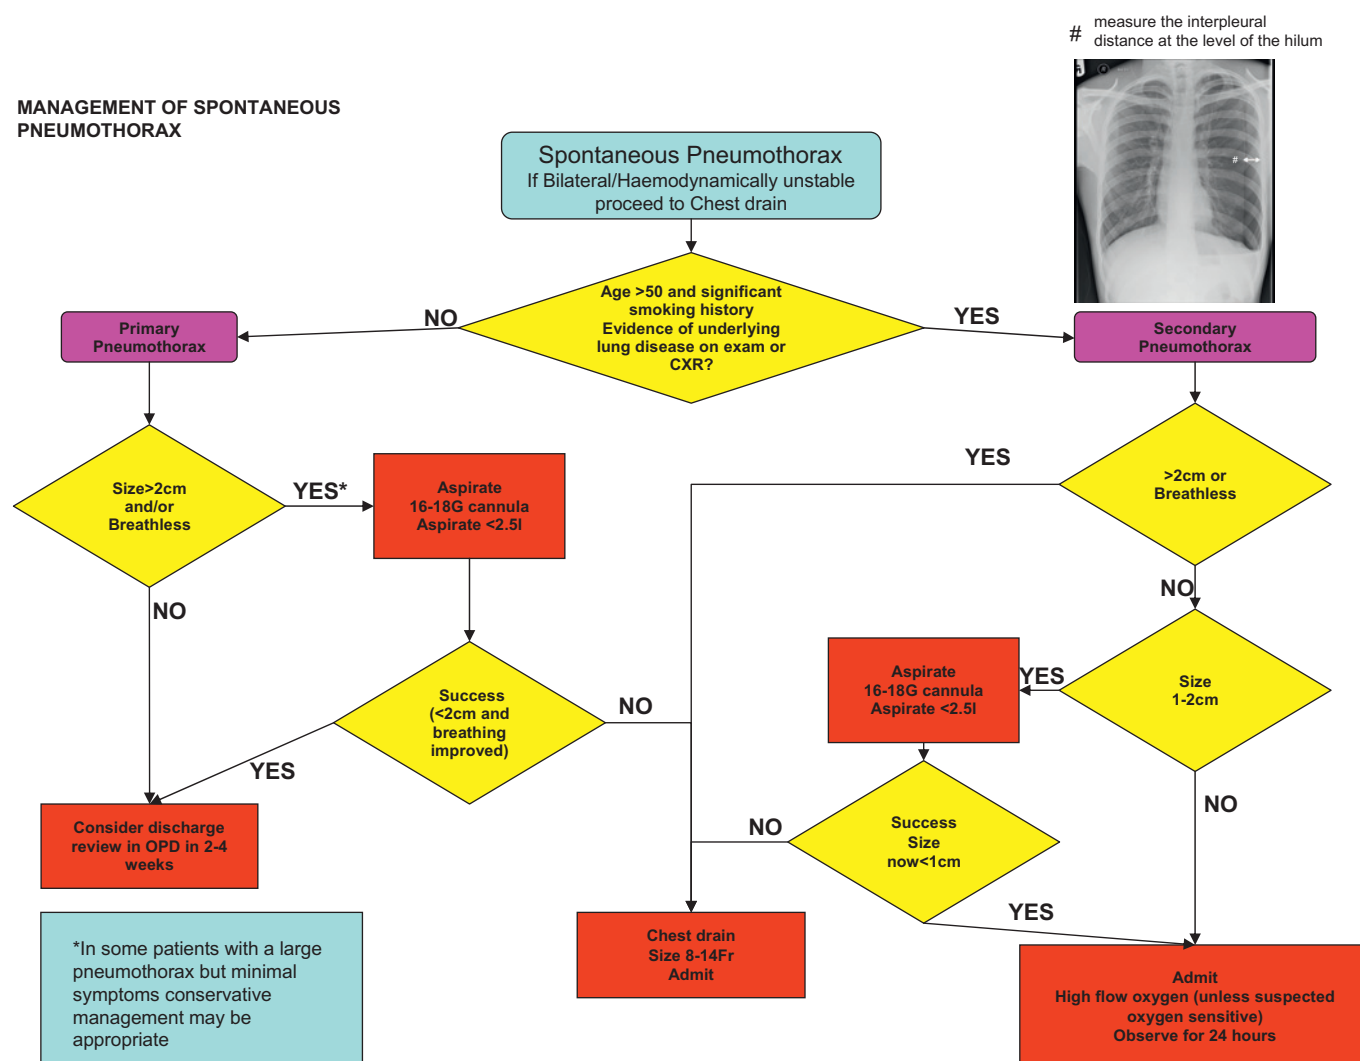 # measure the interpleural
distance at the level of the hilum
MANAGEMENT OF SPONTANEOUS
PNEUMOTHORAX
Spontaneous Pneumothorax
If Bilateral/Haemodynamically unstable
proceed to Chest drain
#
Age >50 and significant
smoking history
Evidence of underlying
lung disease on exam or
CXR?
NO
YES
Primary
Pneumothorax
Secondary
Pneumothorax
Size>2cm
and/or
Breathless
YES*
Aspirate
16-18G cannula
Aspirate <2.5l
YES
>2cm or
Breathless
NO
NO
Success
(<2cm and
breathing
improved)
NO
YES
Aspirate
16-18G cannula
Aspirate <2.5l
YES
Size
1-2cm
NO
Consider discharge
review in OPD in 2-4
weeks
NO
Success
Size
now<1cm
YES
Chest drain
Size 8-14Fr
Admit
Admit
High flow oxygen (unless suspected
oxygen sensitive)
Observe for 24 hours
*In some patients with a large
pneumothorax but minimal
symptoms conservative
management may be
appropriate